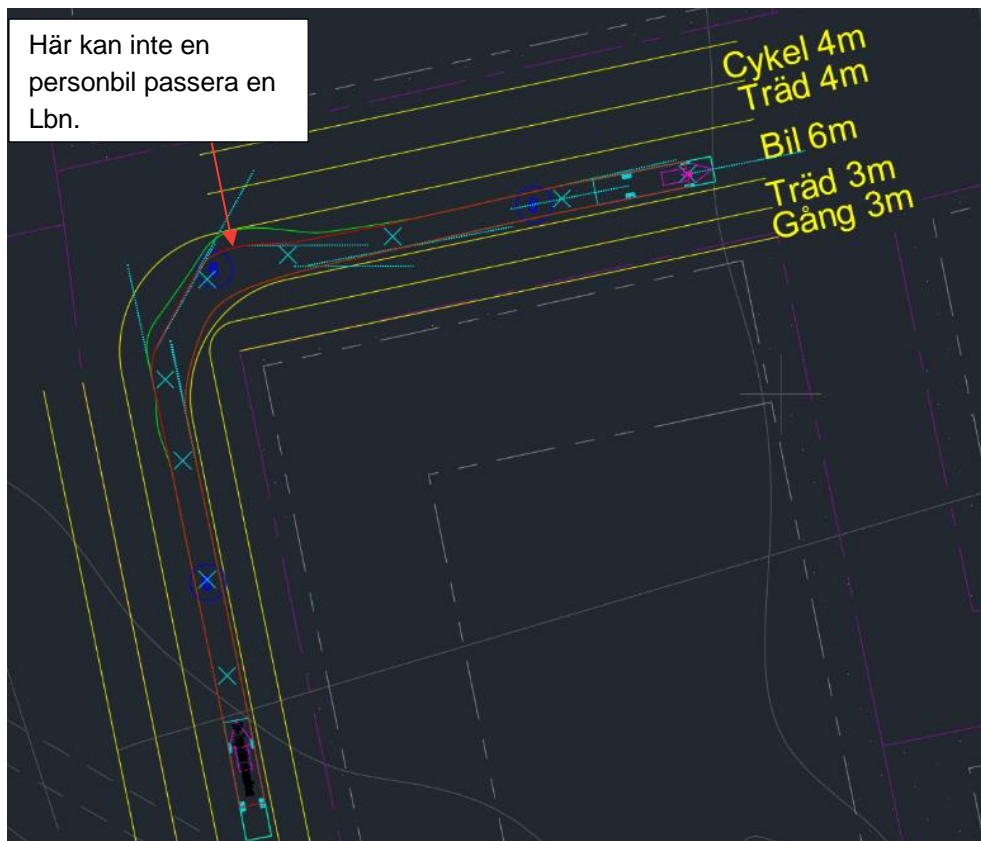 Här kan inte en
personbil passera en
Lbn.
Cykel 4m
Träd 4m
Bil 6m
Träd 3m
Gång 3m